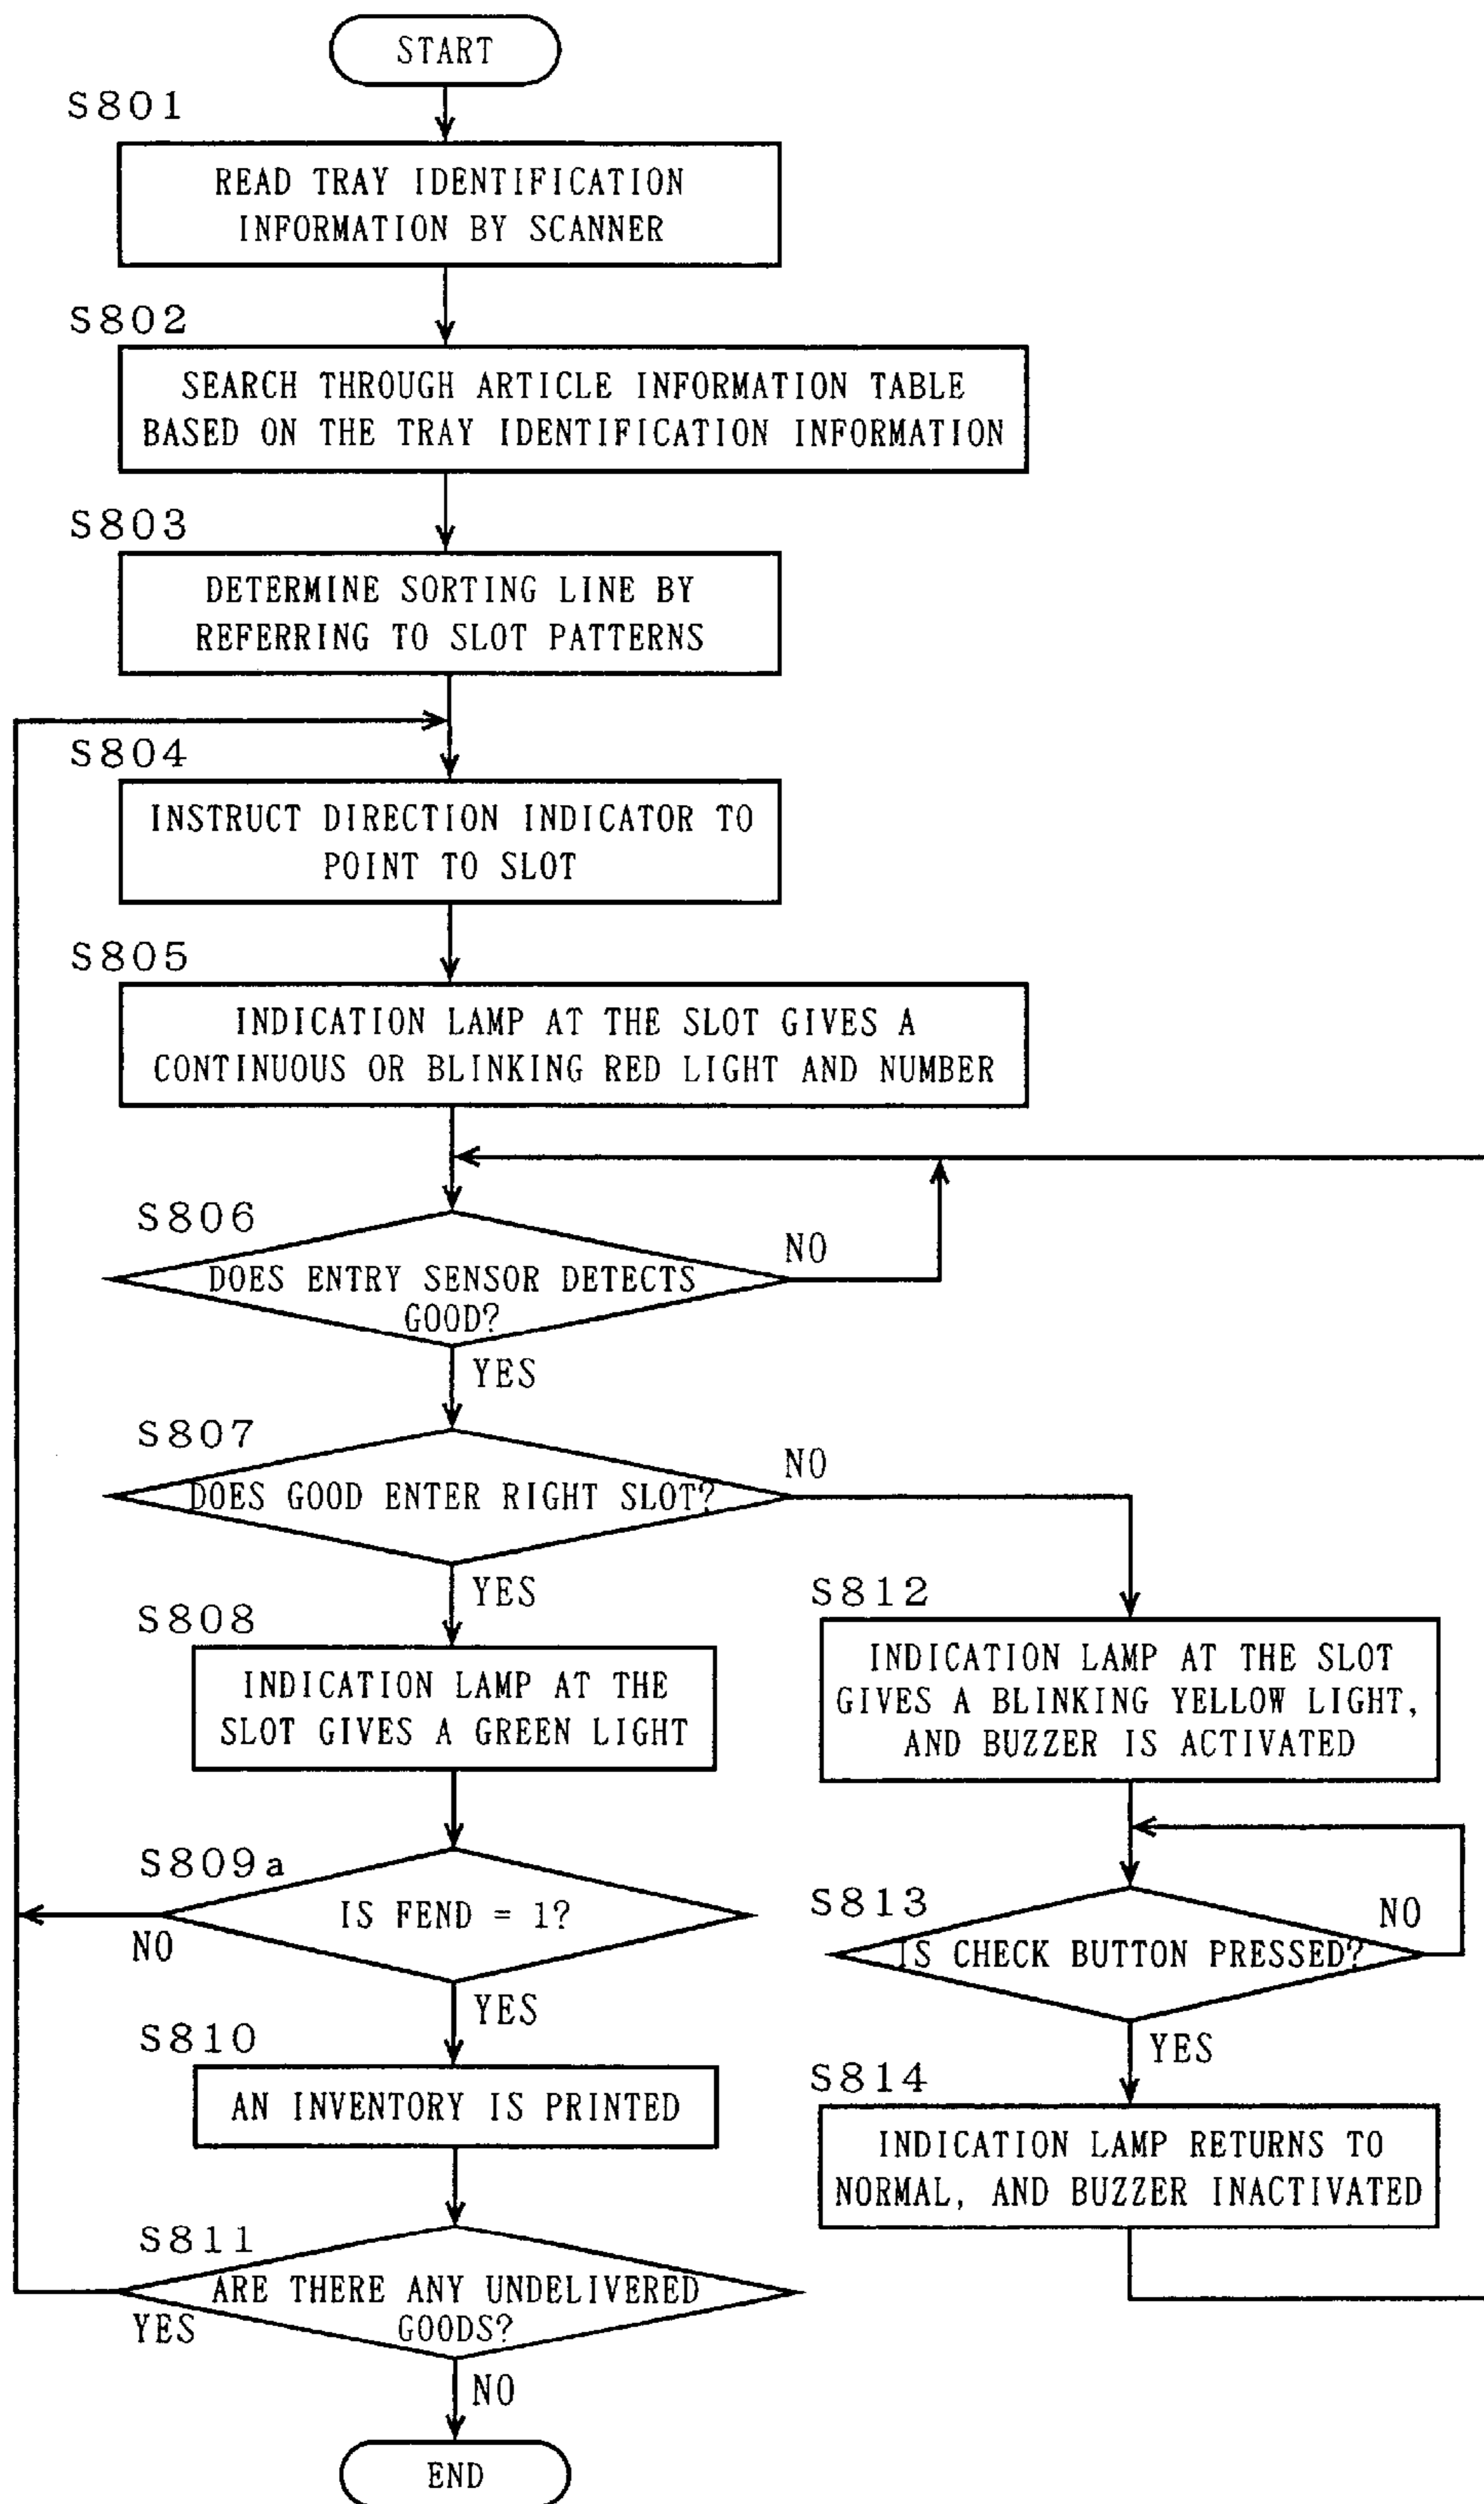 START
S801
READ TRAY IDENTIFICATION
INFORMATION BY SCANNER
S802
SEARCH THROUGH ARTICLE INFORMATION TABLE
BASED ON THE TRAY IDENTIFICATION INFORMATION
S803
DETERMINE SORTING LINE BY
REFERRING TO SLOT PATTERNS
S804
INSTRUCT DIRECTION INDICATOR TO
POINT TO SLOT
S805
INDICATION LAMP AT THE SLOT GIVES A
CONTINUOUS OR BLINKING RED LIGHT AND NUMBER
S806
DOES ENTRY SENSOR DETECTS
GOOD?
NO
YES
S807
DOES GOOD ENTER RIGHT SLOT?
NO
YES
S808
INDICATION LAMP AT THE
SLOT GIVES A GREEN LIGHT
S809a
IS FEND = 1?
NO
YES
S810
AN INVENTORY IS PRINTED
S811
ARE THERE ANY UNDELIVERED
GOODS?
YES
NO
END
S812
INDICATION LAMP AT THE SLOT
GIVES A BLINKING YELLOW LIGHT,
AND BUZZER IS ACTIVATED
S813
IS CHECK BUTTON PRESSED?
NO
YES
S814
INDICATION LAMP RETURNS TO
NORMAL, AND BUZZER INACTIVATED